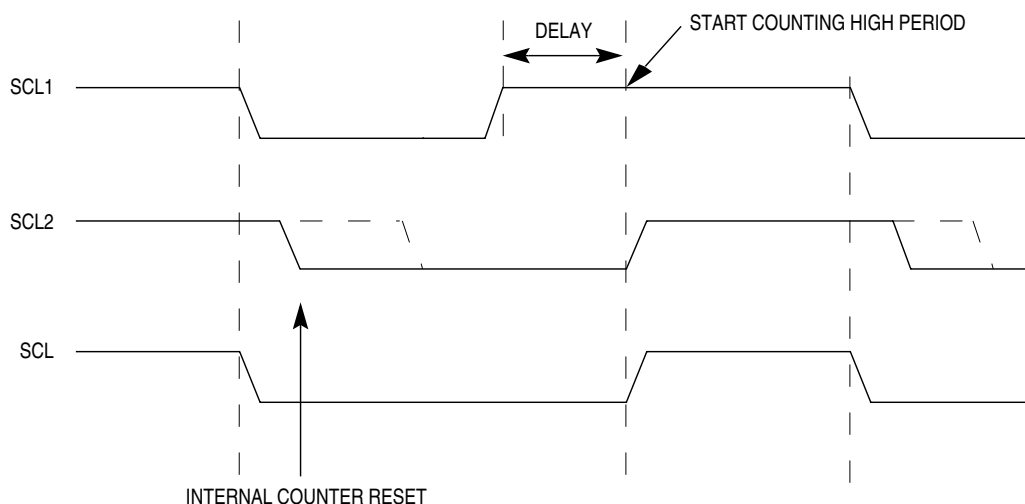 START COUNTING HIGH PERIOD
DELAY
SCL1
SCL2
SCL
INTERNAL COUNTER RESET